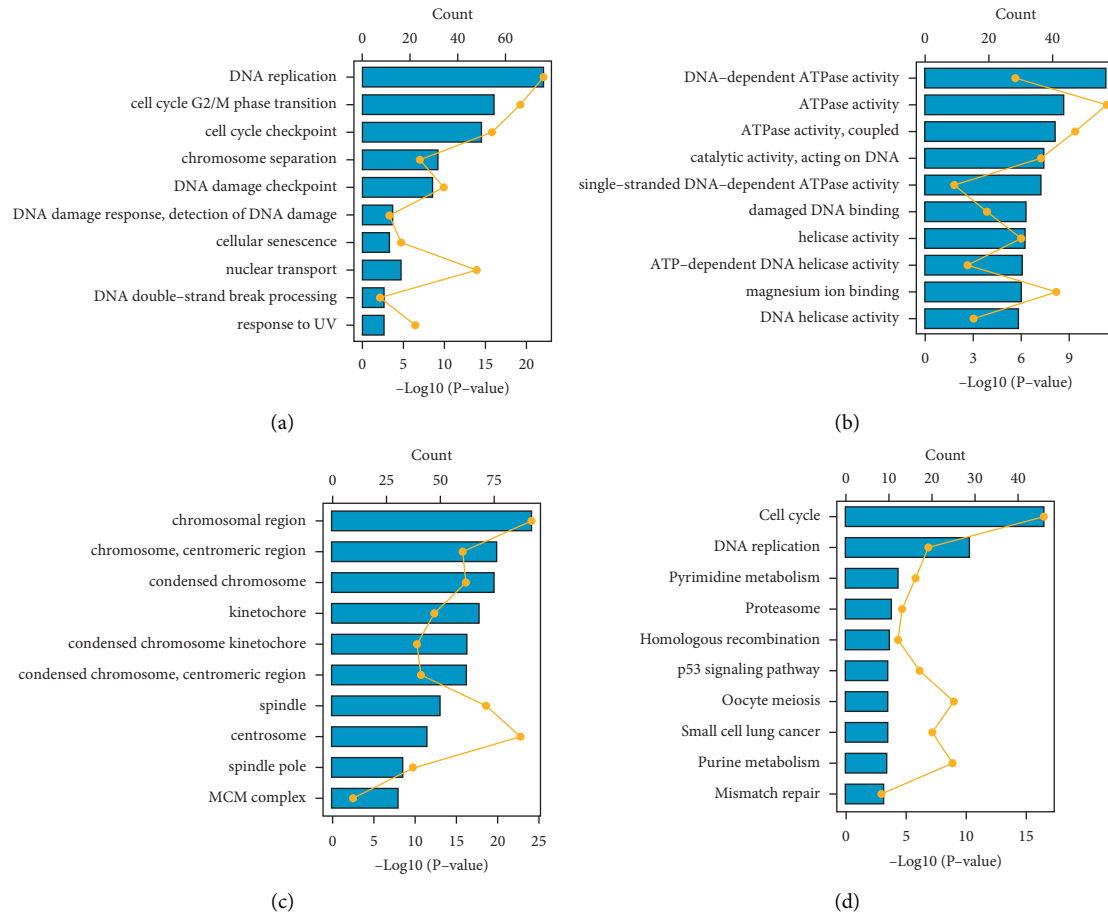 Count
0 20 40 60
DNA replication
cell cycle G2/M phase transition
cell cycle checkpoint
chromosome separation
DNA damage checkpoint
DNA damage response, detection of DNA damage
cellular senescence
nuclear transport
DNA double–strand break processing
response to UV
0 5 10 15 20
–Log10 (P–value)
(a)
Count
0 20 40
DNA–dependent ATPase activity
ATPase activity
ATPase activity, coupled
catalytic activity, acting on DNA
single–stranded DNA–dependent ATPase activity
damaged DNA binding
helicase activity
ATP–dependent DNA helicase activity
magnesium ion binding
DNA helicase activity
0 3 6 9
–Log10 (P–value)
(b)
Count
0 25 50 75
chromosomal region
chromosome, centromeric region
condensed chromosome
kinetochore
condensed chromosome kinetochore
condensed chromosome, centromeric region
spindle
centrosome
spindle pole
MCM complex
0 5 10 15 20 25
–Log10 (P–value)
(c)
Count
0 10 20 30 40
Cell cycle
DNA replication
Pyrimidine metabolism
Proteasome
Homologous recombination
p53 signaling pathway
Oocyte meiosis
Small cell lung cancer
Purine metabolism
Mismatch repair
0 5 10 15
–Log10 (P–value)
(d)